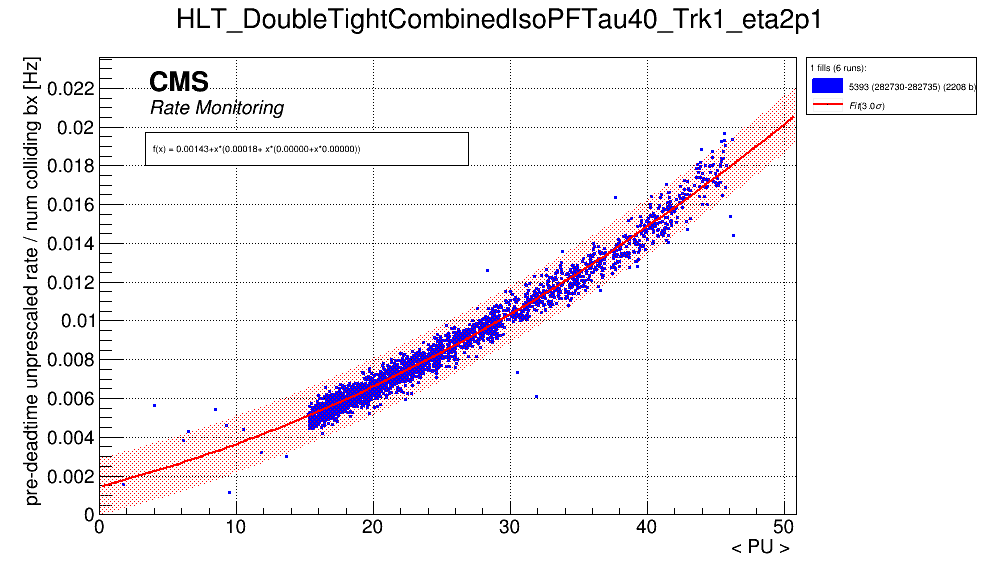 HLT_DoubleTightCombinedIsoPFTau40_Trk1_eta2p1
pre-deadtime unprescaled rate / num colliding bx [Hz]
CMS
Rate Monitoring
f(x) = 0.00143+x*(0.00018+ x*(0.00000+x*0.00000))
1 fills (6 runs):
5393 (282730-282735) (2208 b)
Fit(3.0σ)
0.022
0.02
0.018
0.016
0.014
0.012
0.01
0.008
0.006
0.004
0.002
0
0 10 20 30 40 50
< PU >